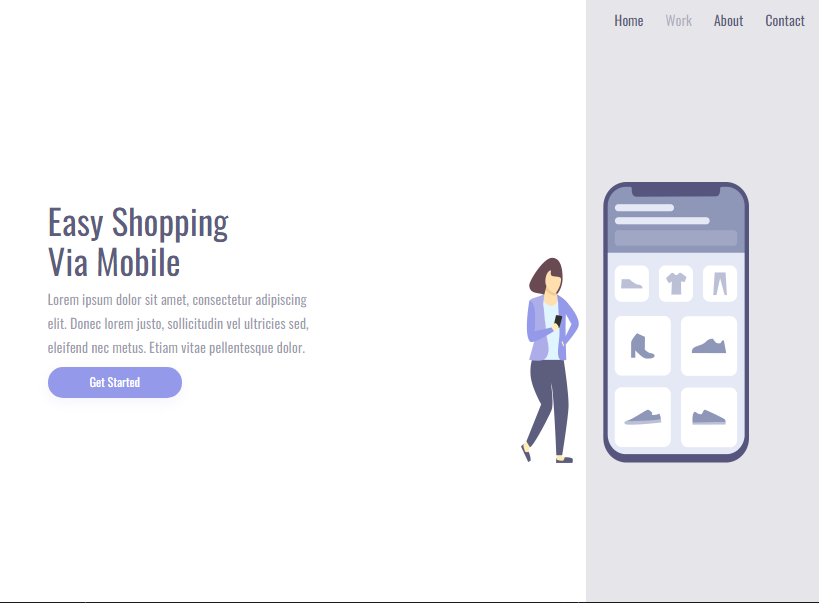 Home Work About Contact
Easy Shopping
Via Mobile
Lorem ipsum dolor sit amet, consectetur adipiscing
elit. Donec lorem justo, sollicitudin vel ultricies sed,
eleifend nec metus. Etiam vitae pellentesque dolor.
Get Started